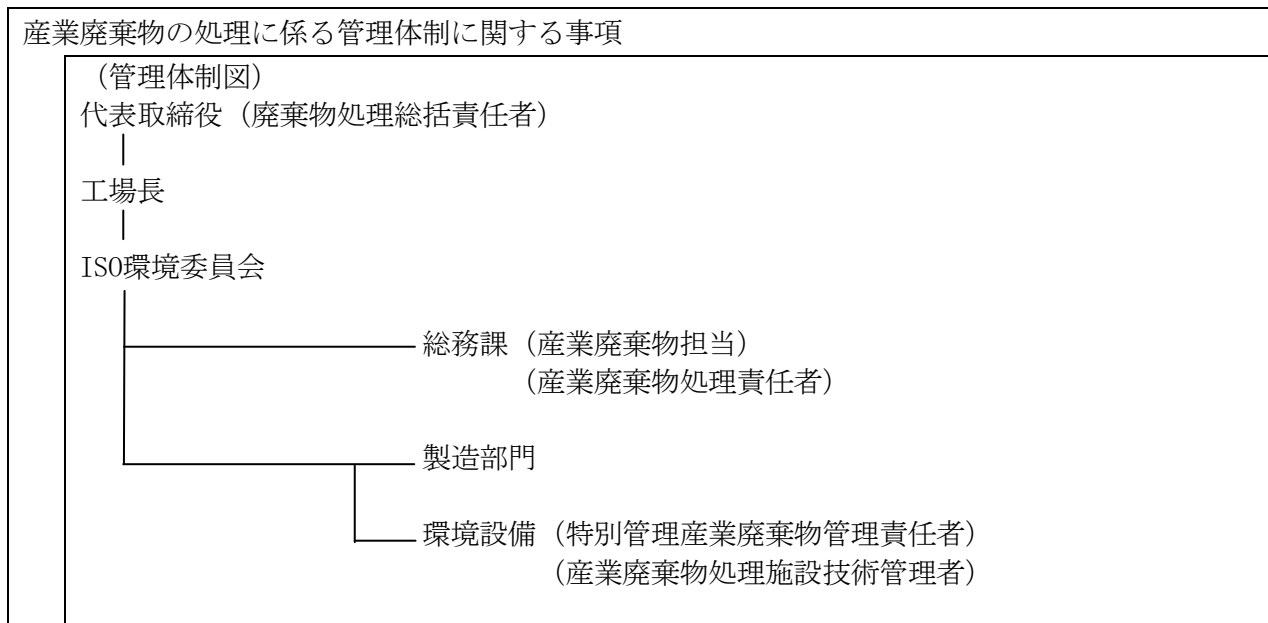 産業廃棄物の処理に係る管理体制に関する事項
（管理体制図）
代表取締役（廃棄物処理総括責任者）
工場長
ISO環境委員会
総務課（産業廃棄物担当）
（産業廃棄物処理責任者）
製造部門
環境設備（特別管理産業廃棄物管理責任者）
（産業廃棄物処理施設技術管理者）